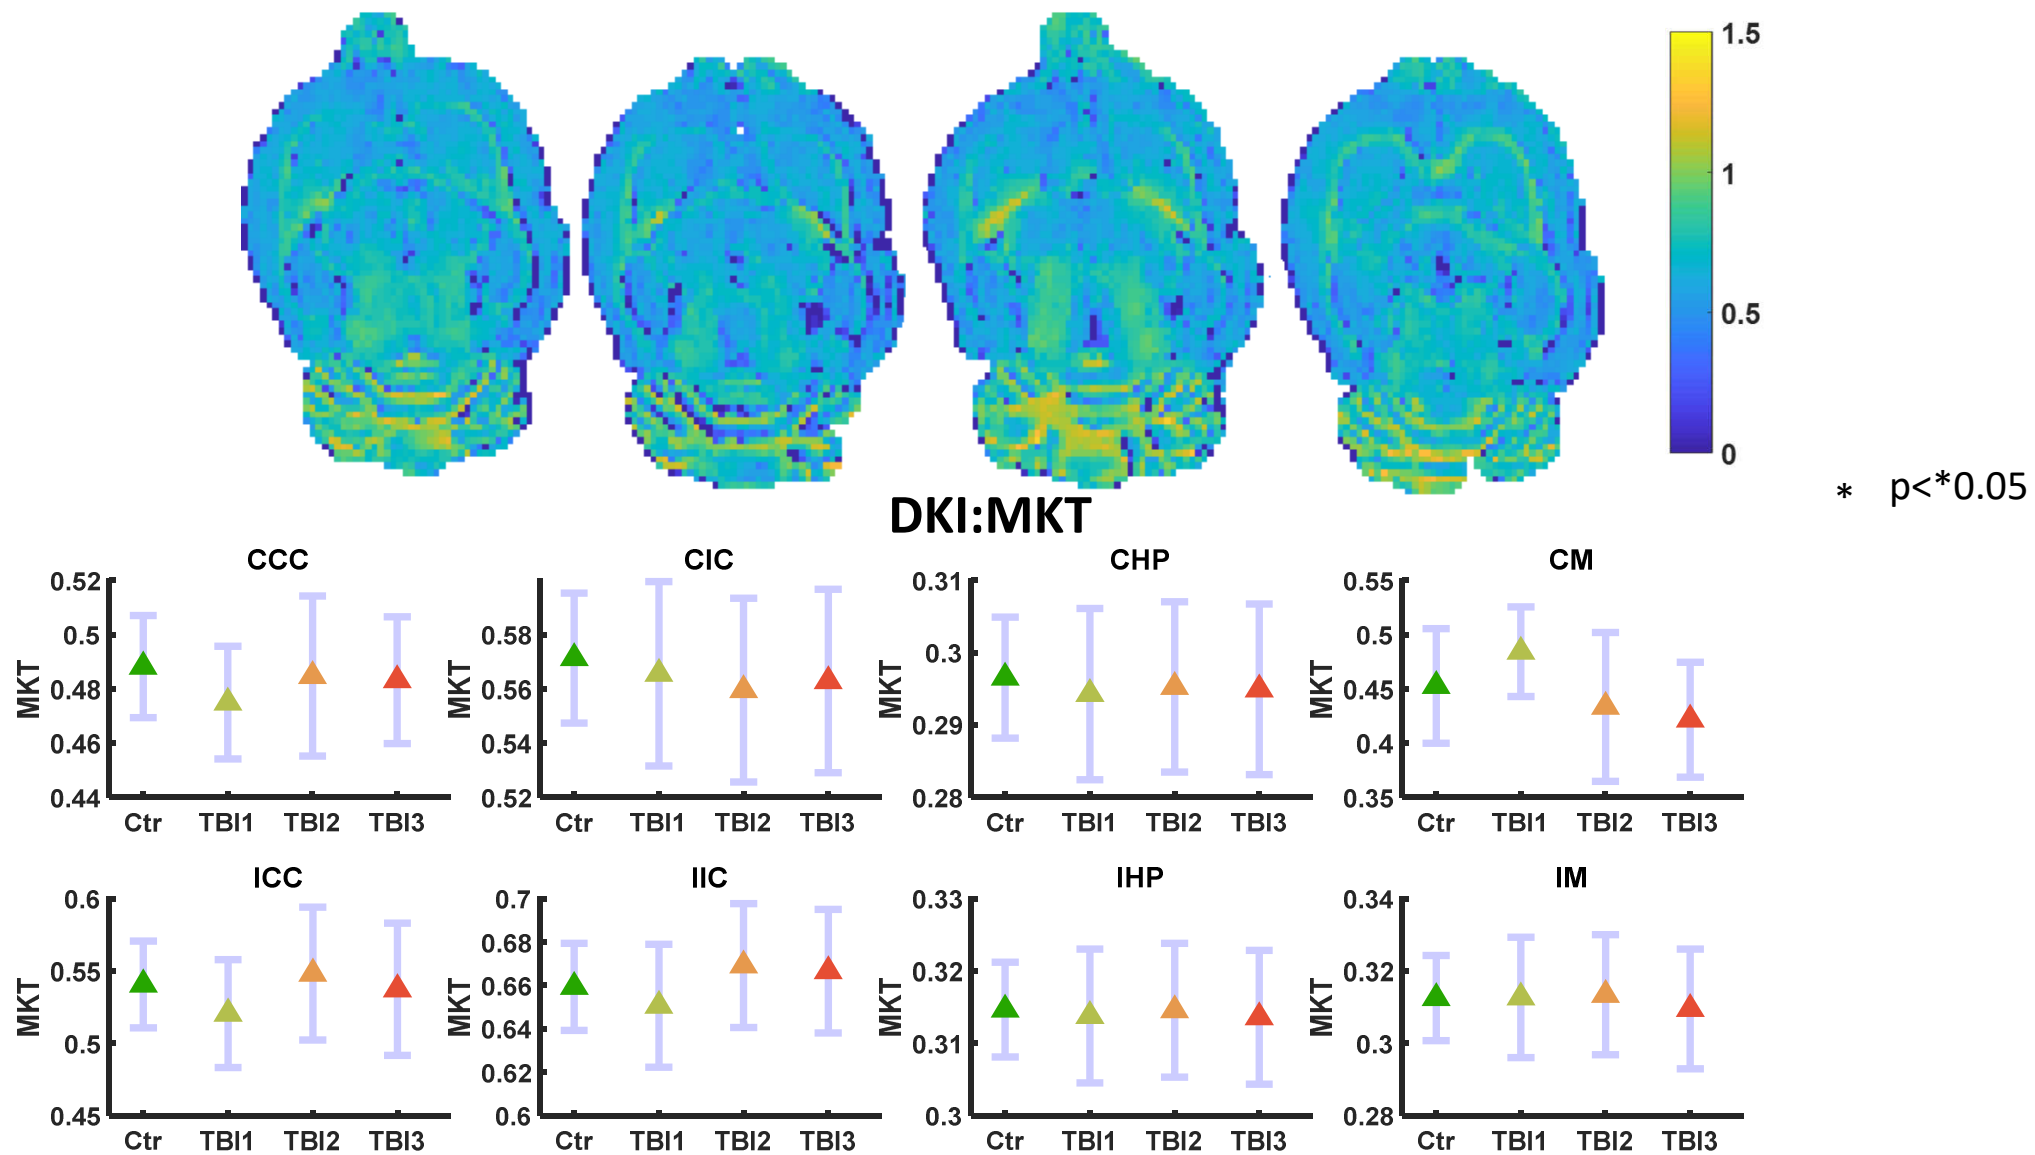 1.5
1
0.5
0
* p<*0.05
DKI:MKT
CCC CIC CHP CM
MKT 0.52 0.5 0.48 0.46 0.44
Ctr TBI1 TBI2 TBI3
MKT 0.58 0.56 0.54 0.52
Ctr TBI1 TBI2 TBI3
MKT 0.31 0.3 0.29 0.28
Ctr TBI1 TBI2 TBI3
MKT 0.55 0.5 0.45 0.4 0.35
Ctr TBI1 TBI2 TBI3
ICC IIC IHP IM
MKT 0.6 0.55 0.5 0.45
Ctr TBI1 TBI2 TBI3
MKT 0.7 0.68 0.66 0.64 0.62 0.6
Ctr TBI1 TBI2 TBI3
MKT 0.33 0.32 0.31 0.3
Ctr TBI1 TBI2 TBI3
MKT 0.34 0.32 0.3 0.28
Ctr TBI1 TBI2 TBI3